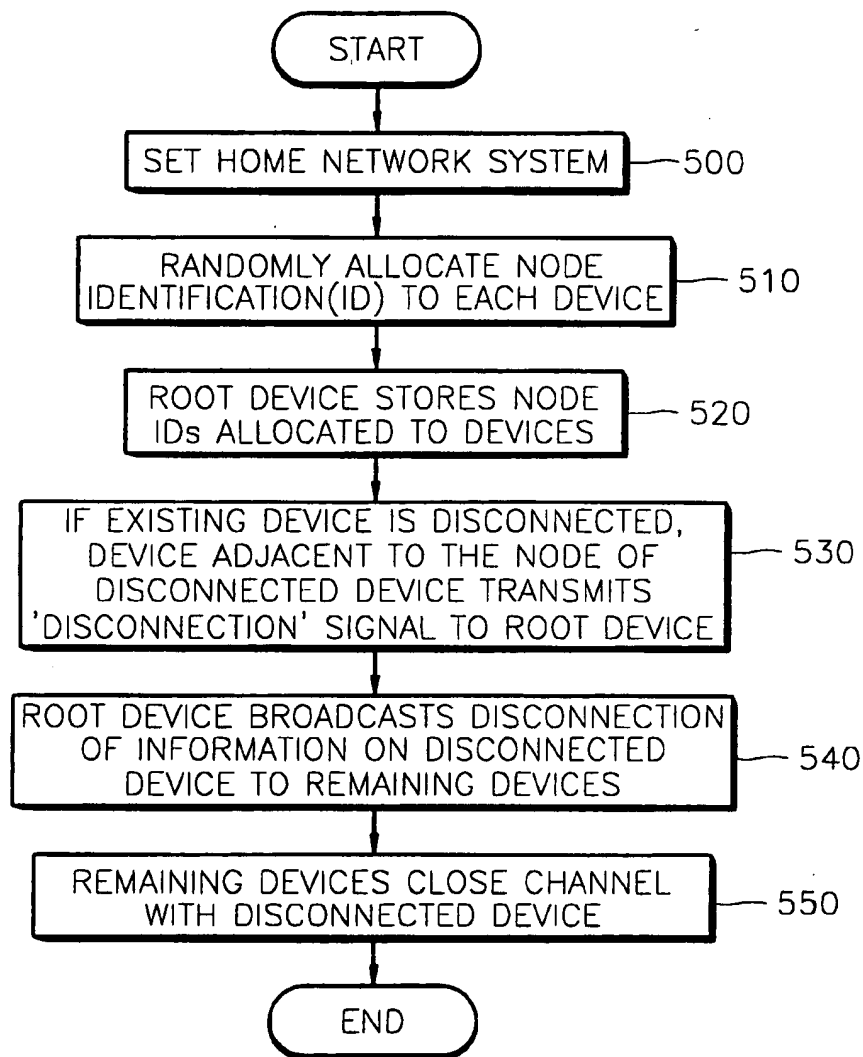 START
SET HOME NETWORK SYSTEM
500
RANDOMLY ALLOCATE NODE
IDENTIFICATION(ID) TO EACH DEVICE
510
ROOT DEVICE STORES NODE
IDs ALLOCATED TO DEVICES
520
IF EXISTING DEVICE IS DISCONNECTED,
DEVICE ADJACENT TO THE NODE OF
DISCONNECTED DEVICE TRANSMITS
'DISCONNECTION' SIGNAL TO ROOT DEVICE
530
ROOT DEVICE BROADCASTS DISCONNECTION
OF INFORMATION ON DISCONNECTED
DEVICE TO REMAINING DEVICES
540
REMAINING DEVICES CLOSE CHANNEL
WITH DISCONNECTED DEVICE
550
END